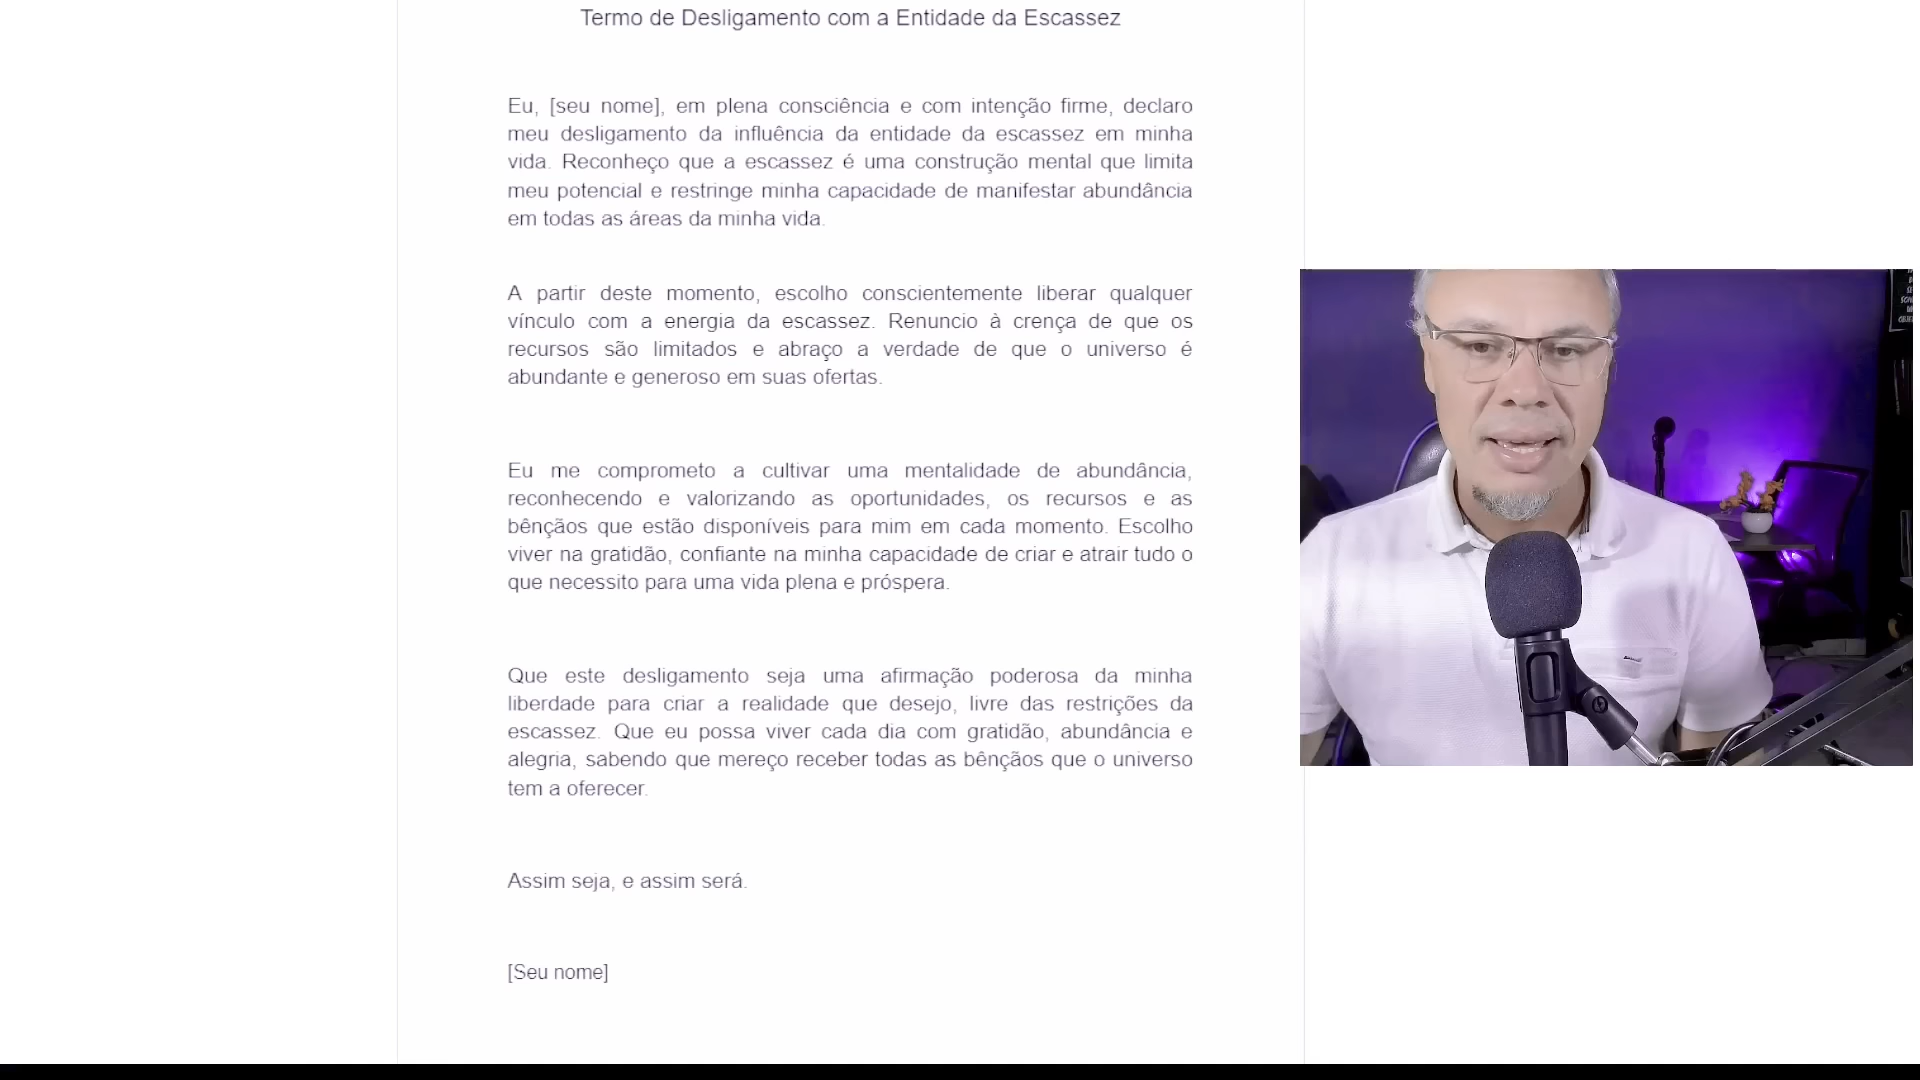 Termo de Desligamento com a Entidade da Escassez
Eu, [seu nome], em plena consciência e com intenção firme, declaro
meu desligamento da influência da entidade da escassez em minha
vida. Reconheço que a escassez é uma construção mental que limita
meu potencial e restringe minha capacidade de manifestar abundância
em todas as áreas da minha vida.
A partir deste momento, escolho conscientemente liberar qualquer
vínculo com a energia da escassez. Renuncio à crença de que os
recursos são limitados e abraço a verdade de que o universo é
abundante e generoso em suas ofertas.
Eu me comprometo a cultivar uma mentalidade de abundância,
reconhecendo e valorizando as oportunidades, os recursos e as
bênçãos que estão disponíveis para mim em cada momento. Escolho
viver na gratidão, confiante na minha capacidade de criar e atrair tudo o
que necessito para uma vida plena e próspera.
Que este desligamento seja uma afirmação poderosa da minha
liberdade para criar a realidade que desejo, livre das restrições da
escassez. Que eu possa viver cada dia com gratidão, abundância e
alegria, sabendo que mereço receber todas as bênçãos que o universo
tem a oferecer.
Assim seja, e assim será.
[Seu nome]